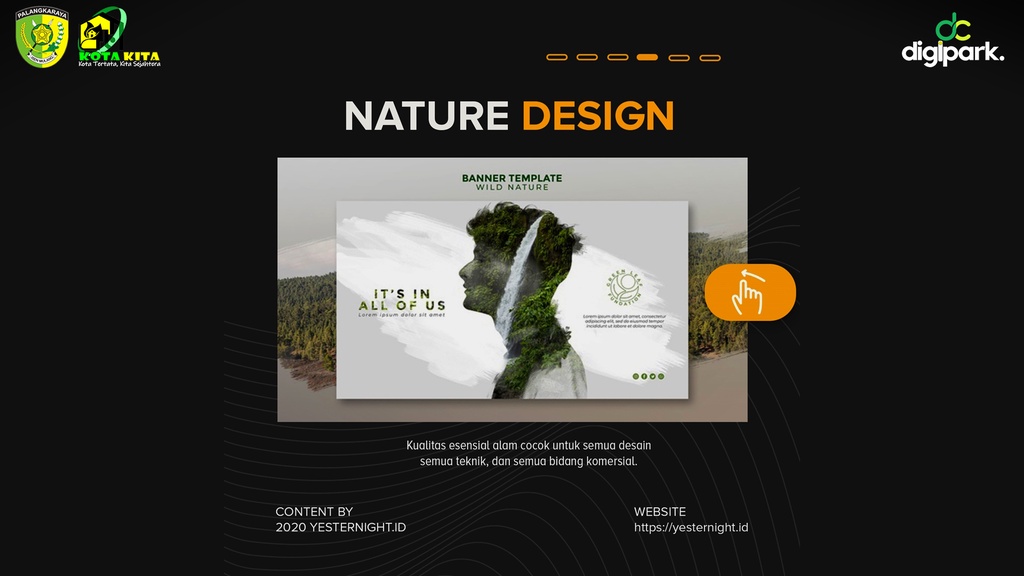 PALANGKARAYA
KOTA KITA
Kota Tertata, Kita Sejahtera
dc
digipark.
NATURE DESIGN
BANNER TEMPLATE
WILD NATURE
IT'S IN
ALL OF US
Lorem ipsum dolor sit amet
GREEN LEAF
FOUNDATION
Lorem ipsum dolor sit amet, consectetur
adipiscing elit, sed do eiusmod tempor
incididunt ut labore et dolore magna.
Kualitas esensial alam cocok untuk semua desain
semua teknik, dan semua bidang komersial.
CONTENT BY
2020 YESTERNIGHT.ID
WEBSITE
https://yesternight.id